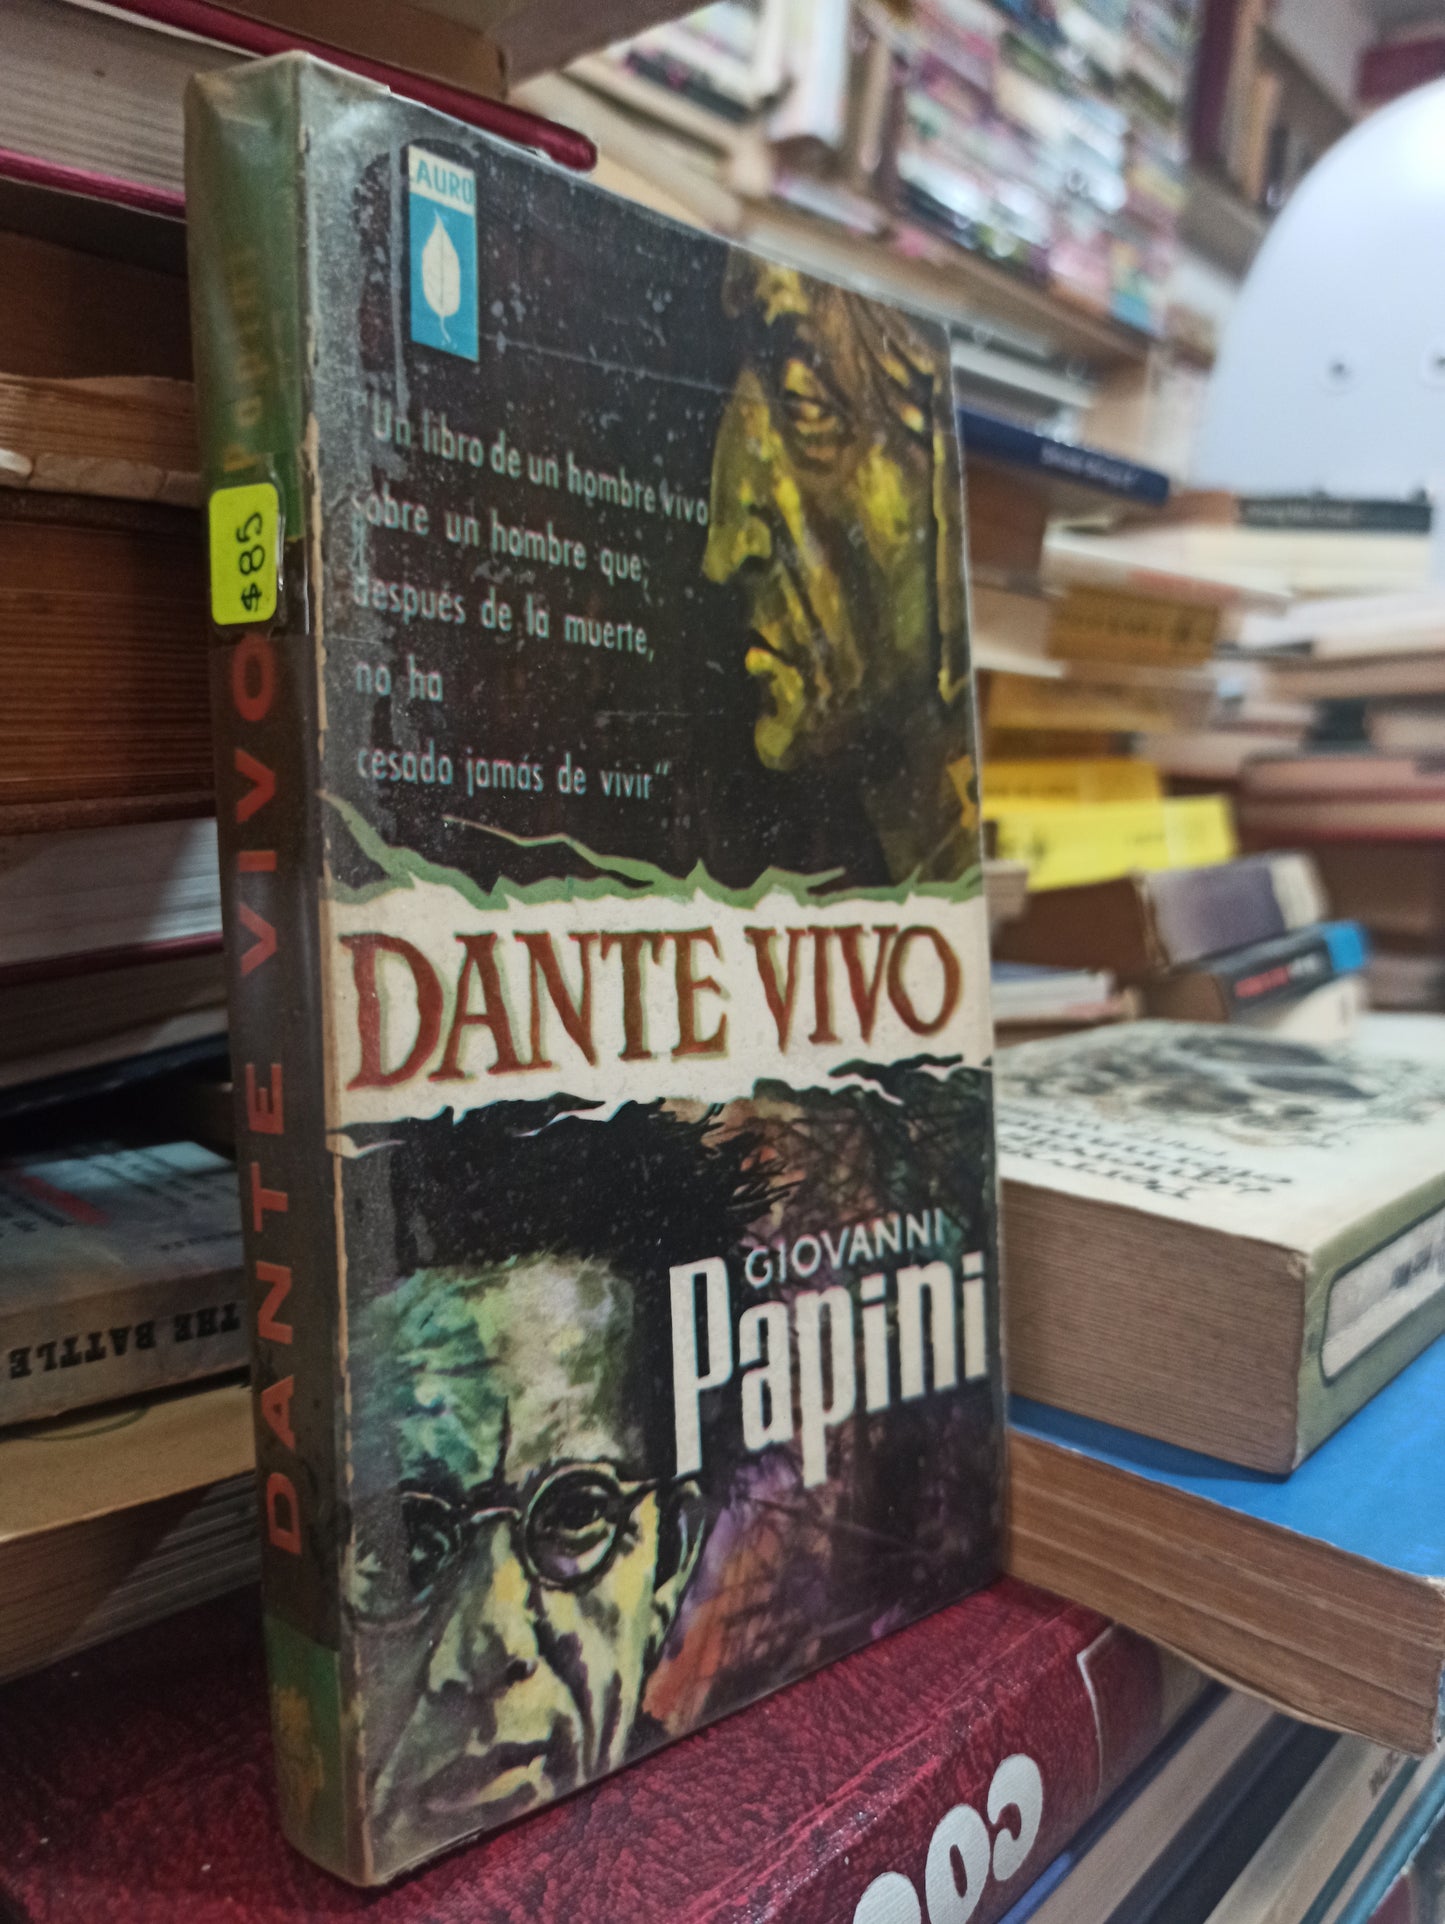 LAURO
"Un libro de un hombre vivo
sobre un hombre que,
después de la muerte,
no ha
cesado jamás de vivir"
DANTE VIVO
GIOVANNI
Papini
Papini
$85
DANTE VIVO
THE BATTLE